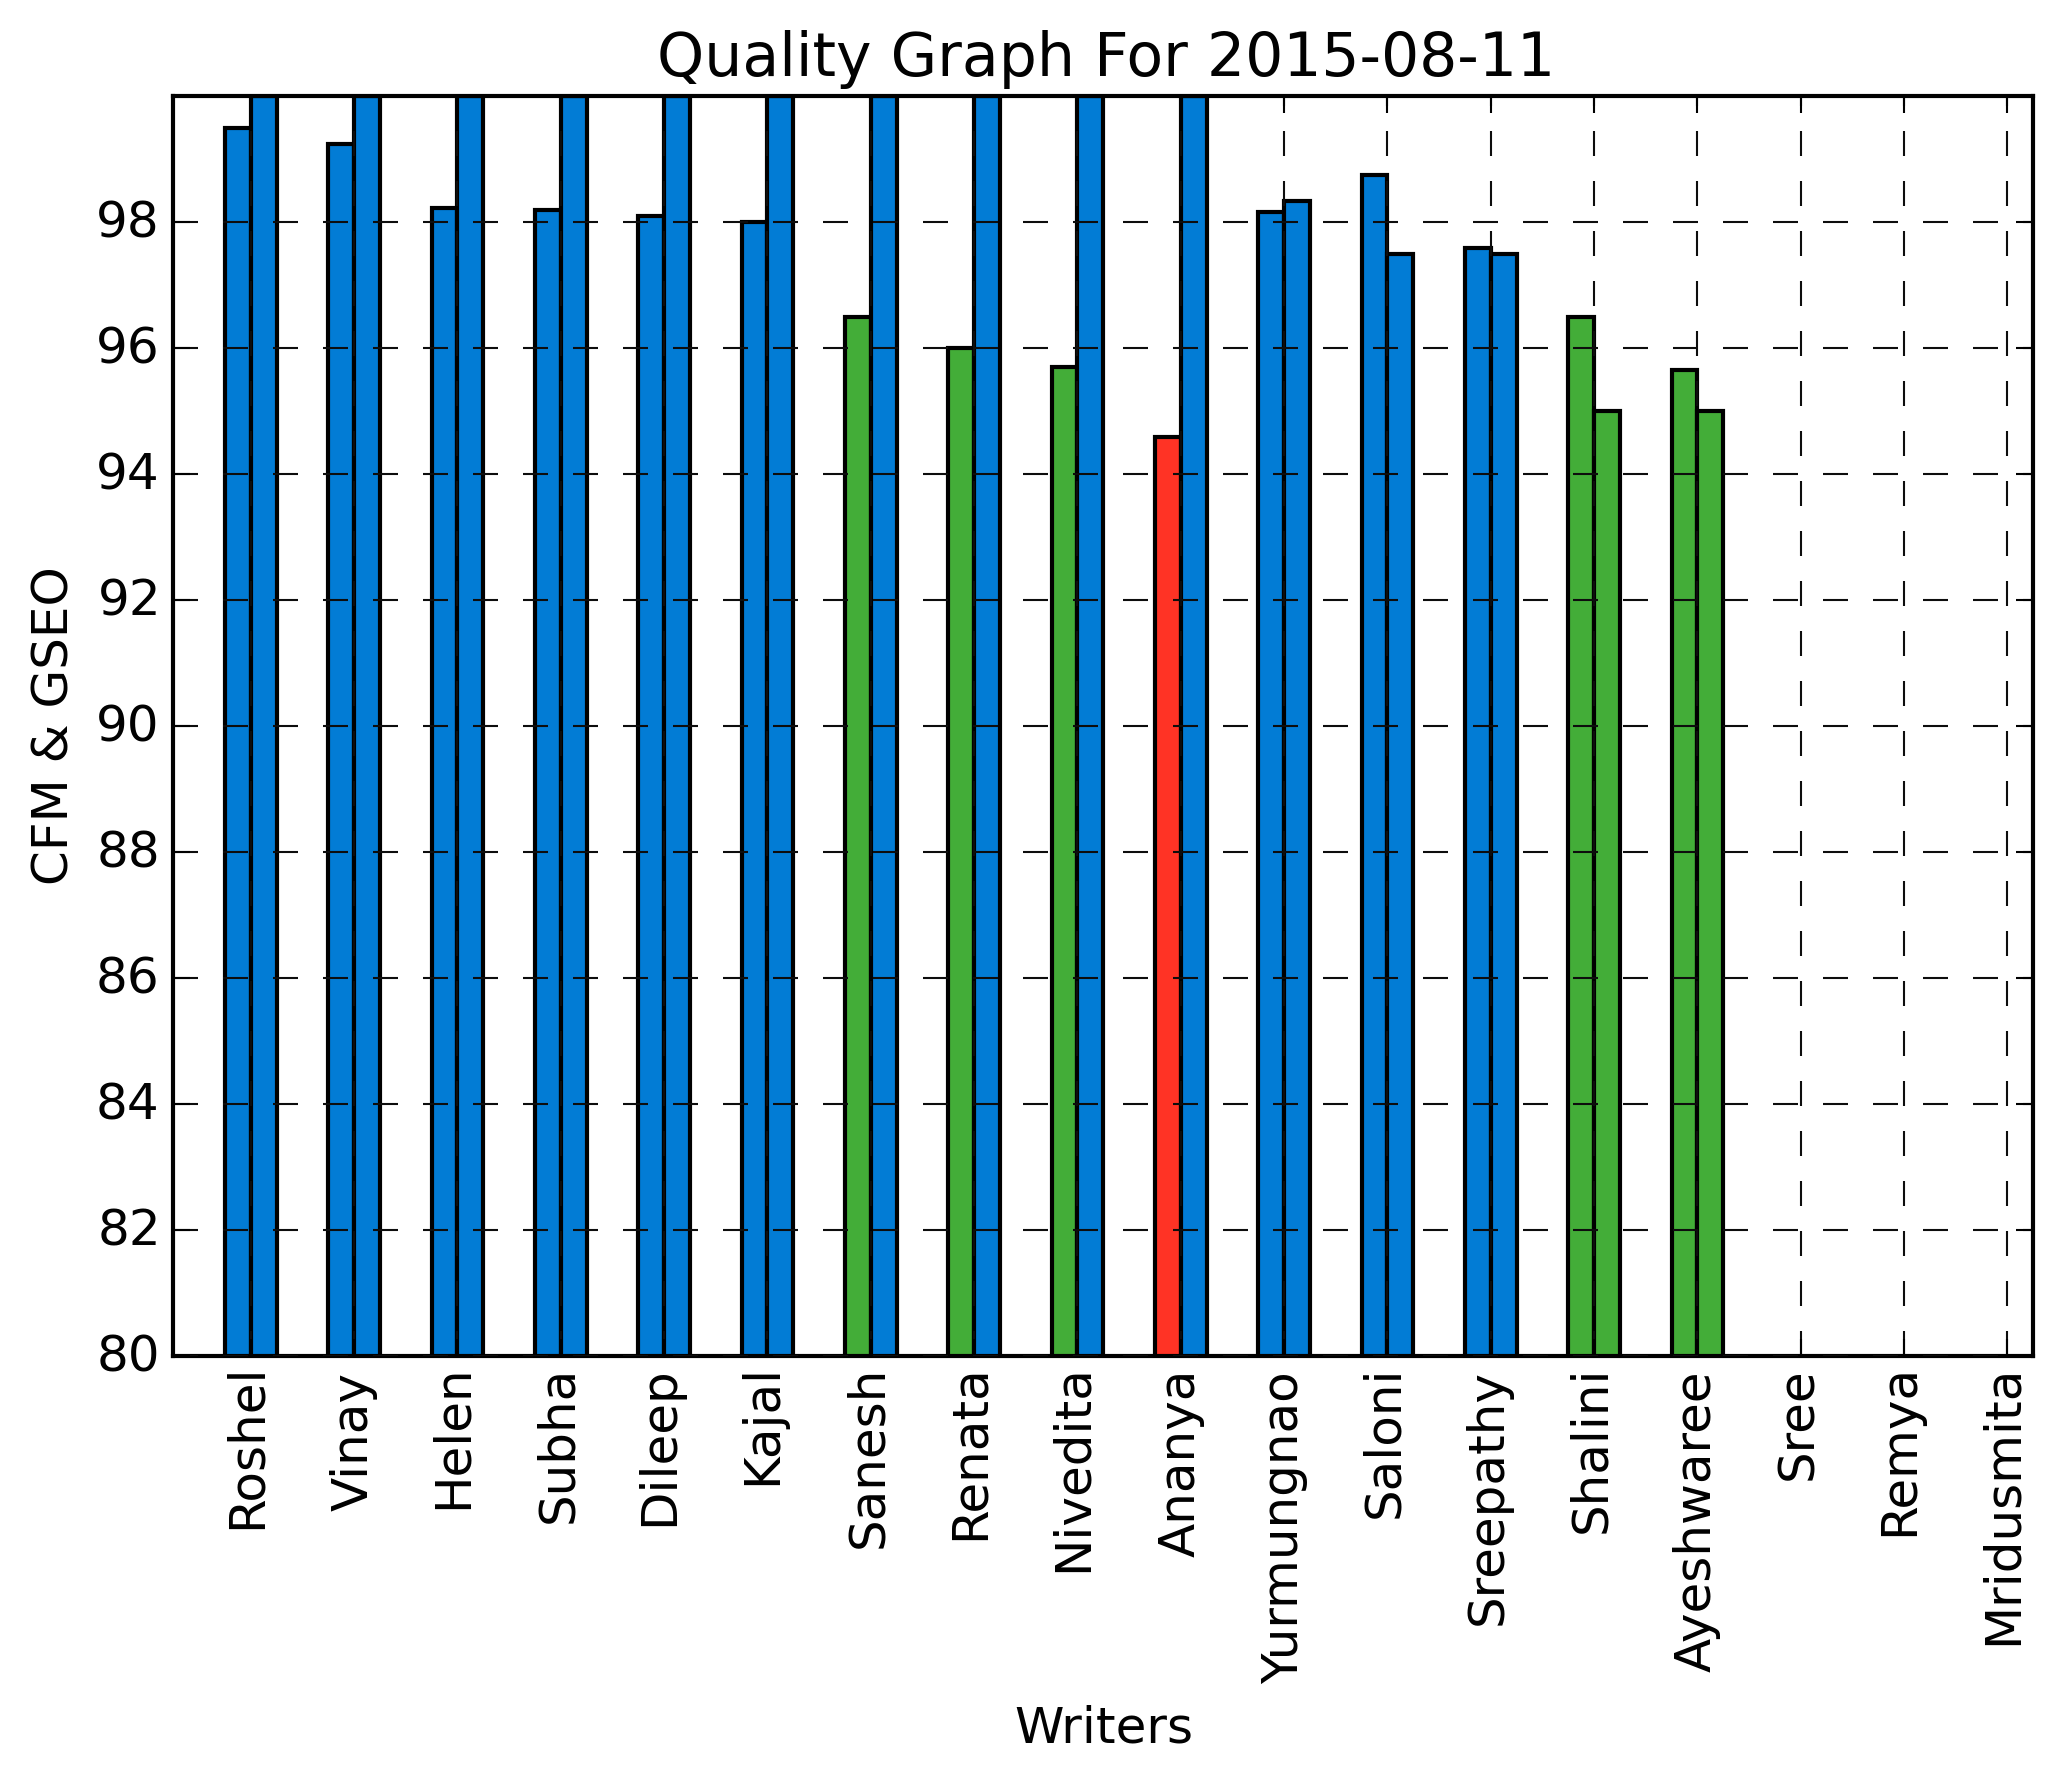 Quality Graph For 2015-08-11
CFM & GSEO
98
96
94
92
90
88
86
84
82
80
Roshel
Vinay
Helen
Subha
Dileep
Kajal
Sanesh
Renata
Nivedita
Ananya
Yurmungnao
Saloni
Sreepathy
Shalini
Ayeshwaree
Sree
Remya
Mridusmita
Writers